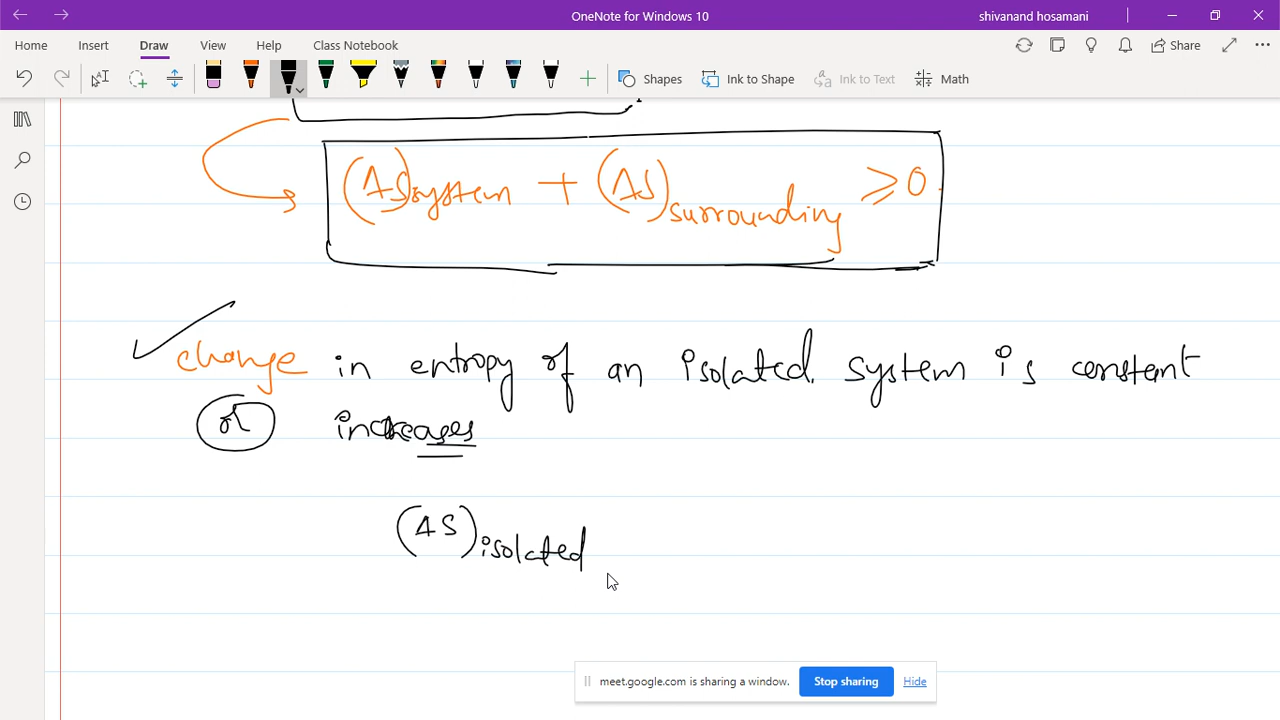 OneNote for Windows 10
shivanand hosamani
Home Insert Draw View Help Class Notebook
Share
Shapes Ink to Shape Ink to Text Math
(ΔS)system + (ΔS)surrounding ⩾0
change in entropy of an isolated system is constant
or increases
(ΔS)isolated
meet.google.com is sharing a window. Stop sharing Hide